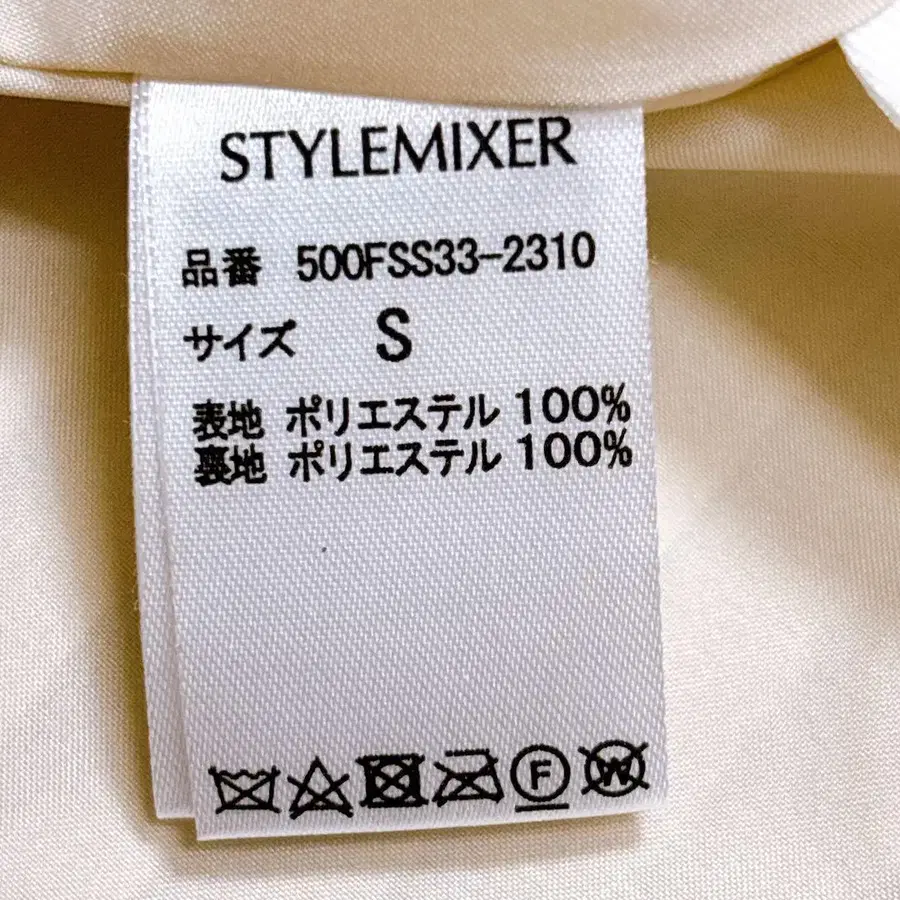 STYLEMIXER
品番 500FSS33-2310
サイズ S
表地 ポリエステル 100%
裏地 ポリエステル 100%
F W